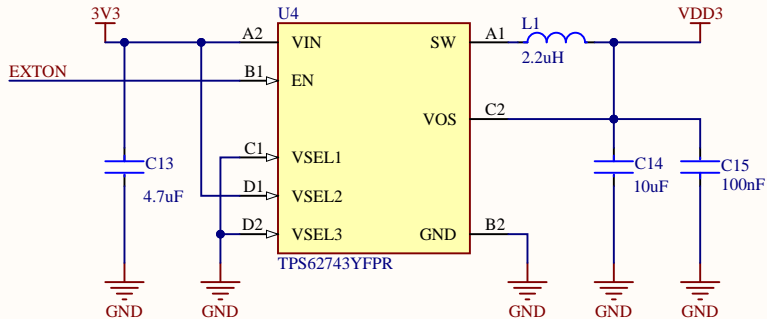 3V3
U4
L1
VDD3
A2
VIN
SW
A1
2.2uH
EXTON
B1
EN
VOS
C2
C1
VSEL1
C13
4.7uF
D1
VSEL2
C14
10uF
C15
100nF
D2
VSEL3
GND
B2
TPS62743YFPR
GND
GND
GND
GND
GND